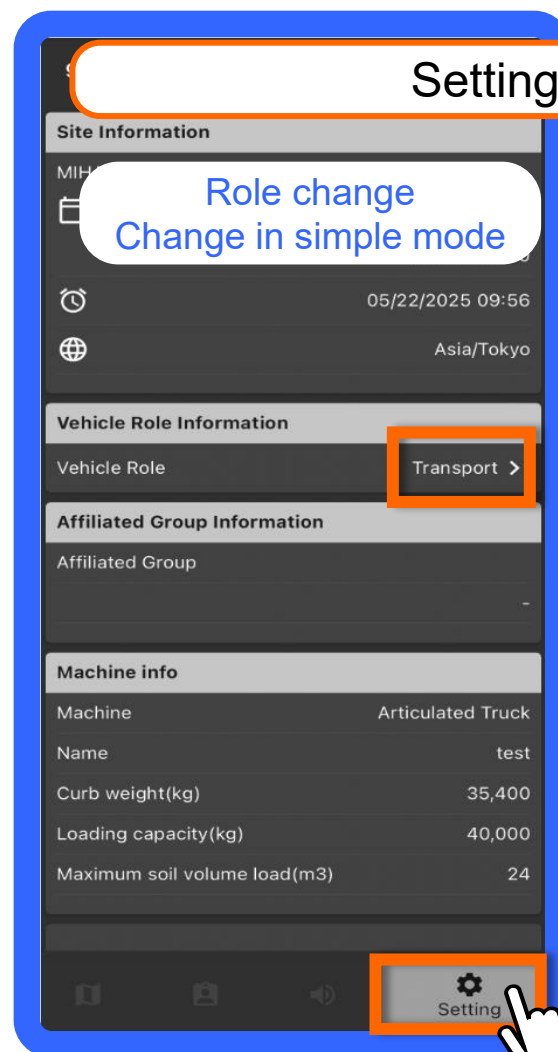 Setting
Site Information
Role change
Change in simple mode
05/22/2025 09:56
Asia/Tokyo
Vehicle Role Information
Vehicle Role Transport
Affiliated Group Information
Affiliated Group
-
Machine info
Machine Articulated Truck
Name test
Curb weight(kg) 35,400
Loading capacity(kg) 40,000
Maximum soil volume load(m3) 24
Setting